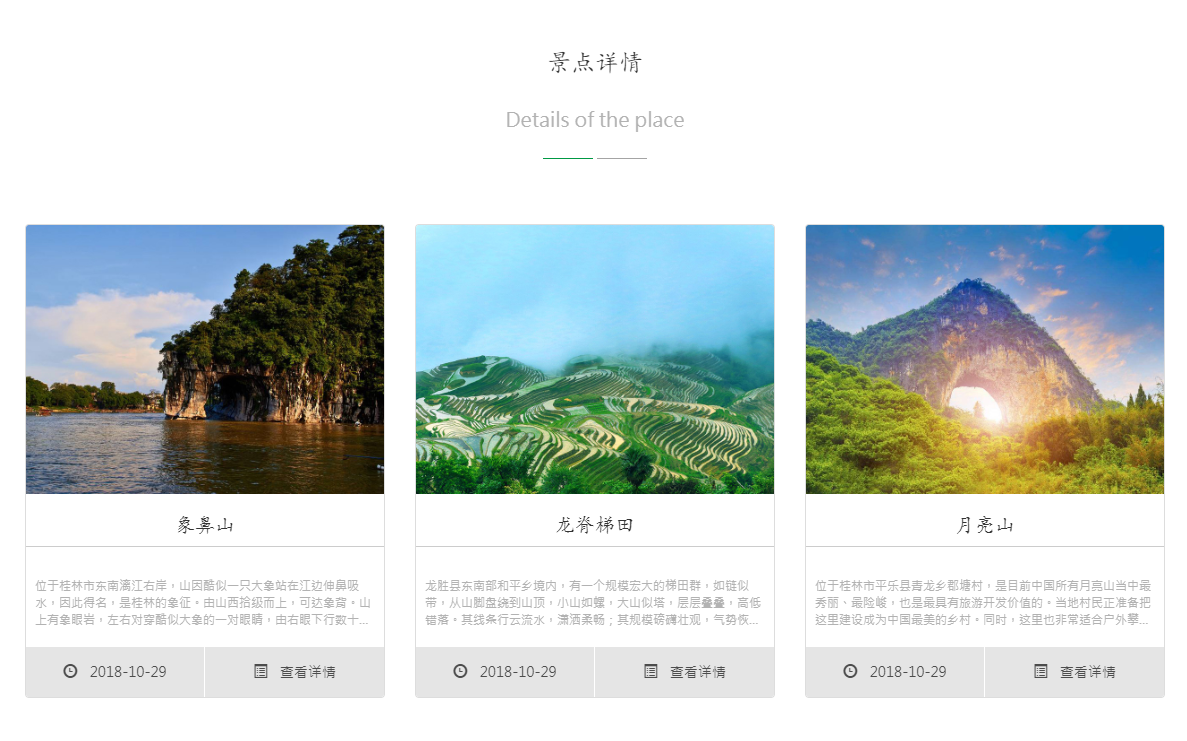 景点详情
Details of the place
象鼻山
位于桂林市东南漓江右岸，山因酷似一只大象站在江边伸鼻吸
水，因此得名，是桂林的象征。由山西拾级而上，可达象背。山
上有象眼岩，左右对穿酷似大象的一对眼睛，由右眼下行数十...
2018-10-29 查看详情
龙脊梯田
龙胜县东南部和平乡境内，有一个规模宏大的梯田群，如链似
带，从山脚盘绕到山顶，小山如螺，大山似塔，层层叠叠，高低
错落。其线条行云流水，潇洒柔畅；其规模磅礴壮观，气势恢...
2018-10-29 查看详情
月亮山
位于桂林市平乐县青龙乡郡塘村，是目前中国所有月亮山当中最
秀丽、最险峻，也是最具有旅游开发价值的。当地村民正准备把
这里建设成为中国最美的乡村。同时，这里也非常适合户外攀...
2018-10-29 查看详情